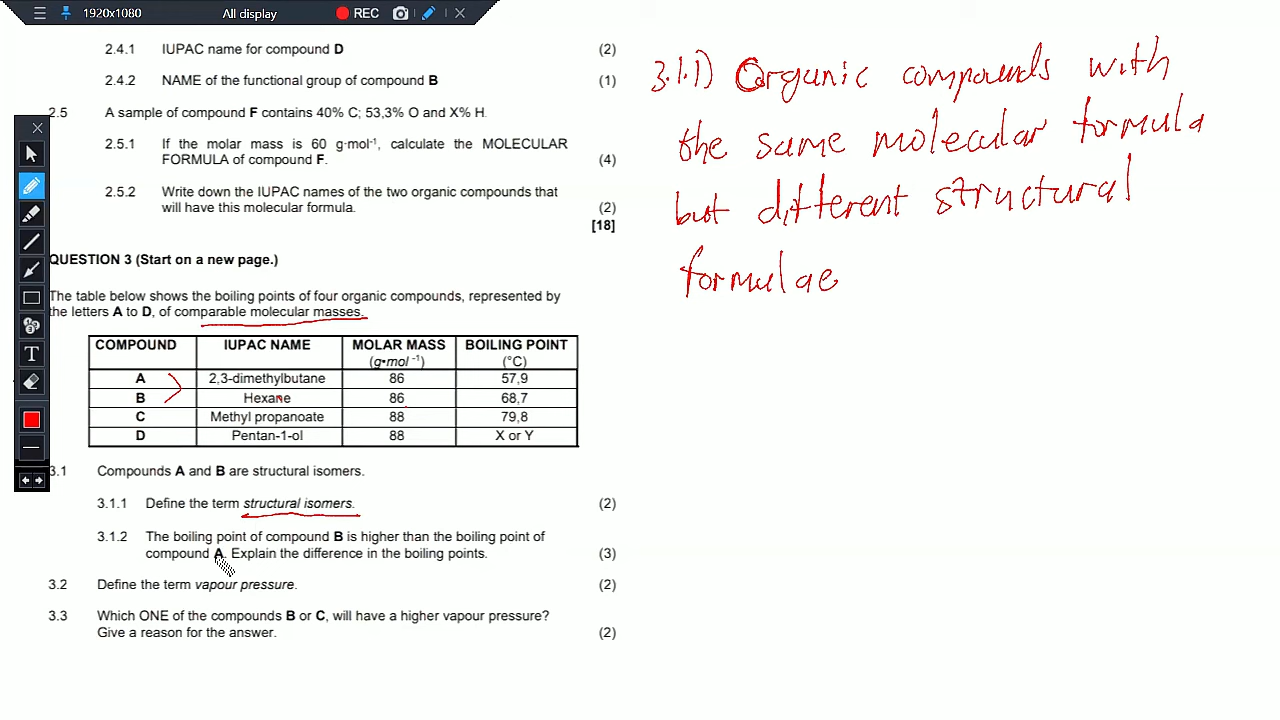 1920x1080 All display REC
2.4.1 IUPAC name for compound D (2)
2.4.2 NAME of the functional group of compound B (1)
2.5 A sample of compound F contains 40% C; 53,3% O and X% H.
2.5.1 If the molar mass is 60 g·mol⁻¹, calculate the MOLECULAR
FORMULA of compound F. (4)
2.5.2 Write down the IUPAC names of the two organic compounds that
will have this molecular formula. (2)
[18]
QUESTION 3 (Start on a new page.)
The table below shows the boiling points of four organic compounds, represented by
the letters A to D, of comparable molecular masses.
COMPOUND IUPAC NAME MOLAR MASS (g•mol ⁻¹) BOILING POINT (°C)
A 2,3-dimethylbutane 86 57,9
B Hexane 86 68,7
C Methyl propanoate 88 79,8
D Pentan-1-ol 88 X or Y
3.1 Compounds A and B are structural isomers.
3.1.1 Define the term structural isomers. (2)
3.1.2 The boiling point of compound B is higher than the boiling point of
compound A. Explain the difference in the boiling points. (3)
3.2 Define the term vapour pressure. (2)
3.3 Which ONE of the compounds B or C, will have a higher vapour pressure?
Give a reason for the answer. (2)
3.1.1) Organic compounds with
the same molecular formula
but different structural
formulae
T